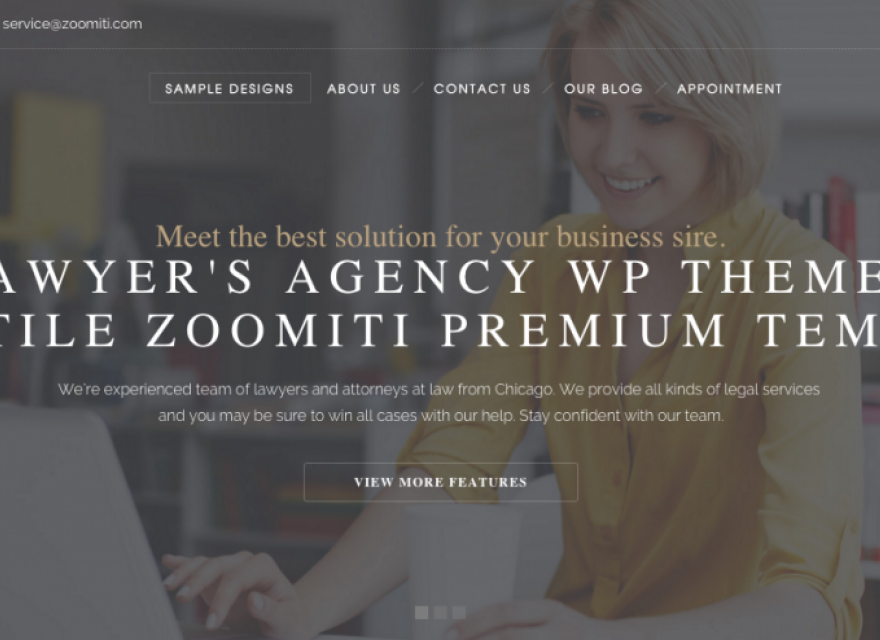 service@zoomiti.com
SAMPLE DESIGNS ABOUT US / CONTACT US / OUR BLOG / APPOINTMENT
Meet the best solution for your business sire.
AWYER'S AGENCY WP THEME
TILE ZOOMITI PREMIUM TEM
We're experienced team of lawyers and attorneys at law from Chicago. We provide all kinds of legal services
and you may be sure to win all cases with our help. Stay confident with our team.
VIEW MORE FEATURES